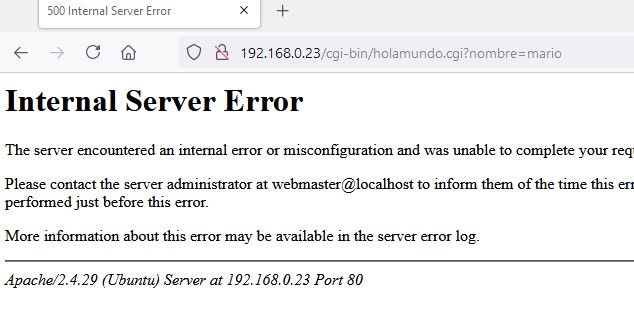 500 Internal Server Error
192.168.0.23/cgi-bin/holamundo.cgi?nombre=mario
Internal Server Error
The server encountered an internal error or misconfiguration and was unable to complete your
Please contact the server administrator at webmaster@localhost to inform them of the time this
performed just before this error.
More information about this error may be available in the server error log.
Apache/2.4.29 (Ubuntu) Server at 192.168.0.23 Port 80